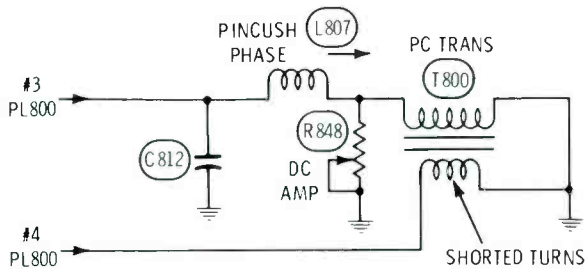 PINCUSH
PHASE
L807
PC TRANS
T800
#3
PL800
C812
R848
DC
AMP
#4
PL800
SHORTED TURNS